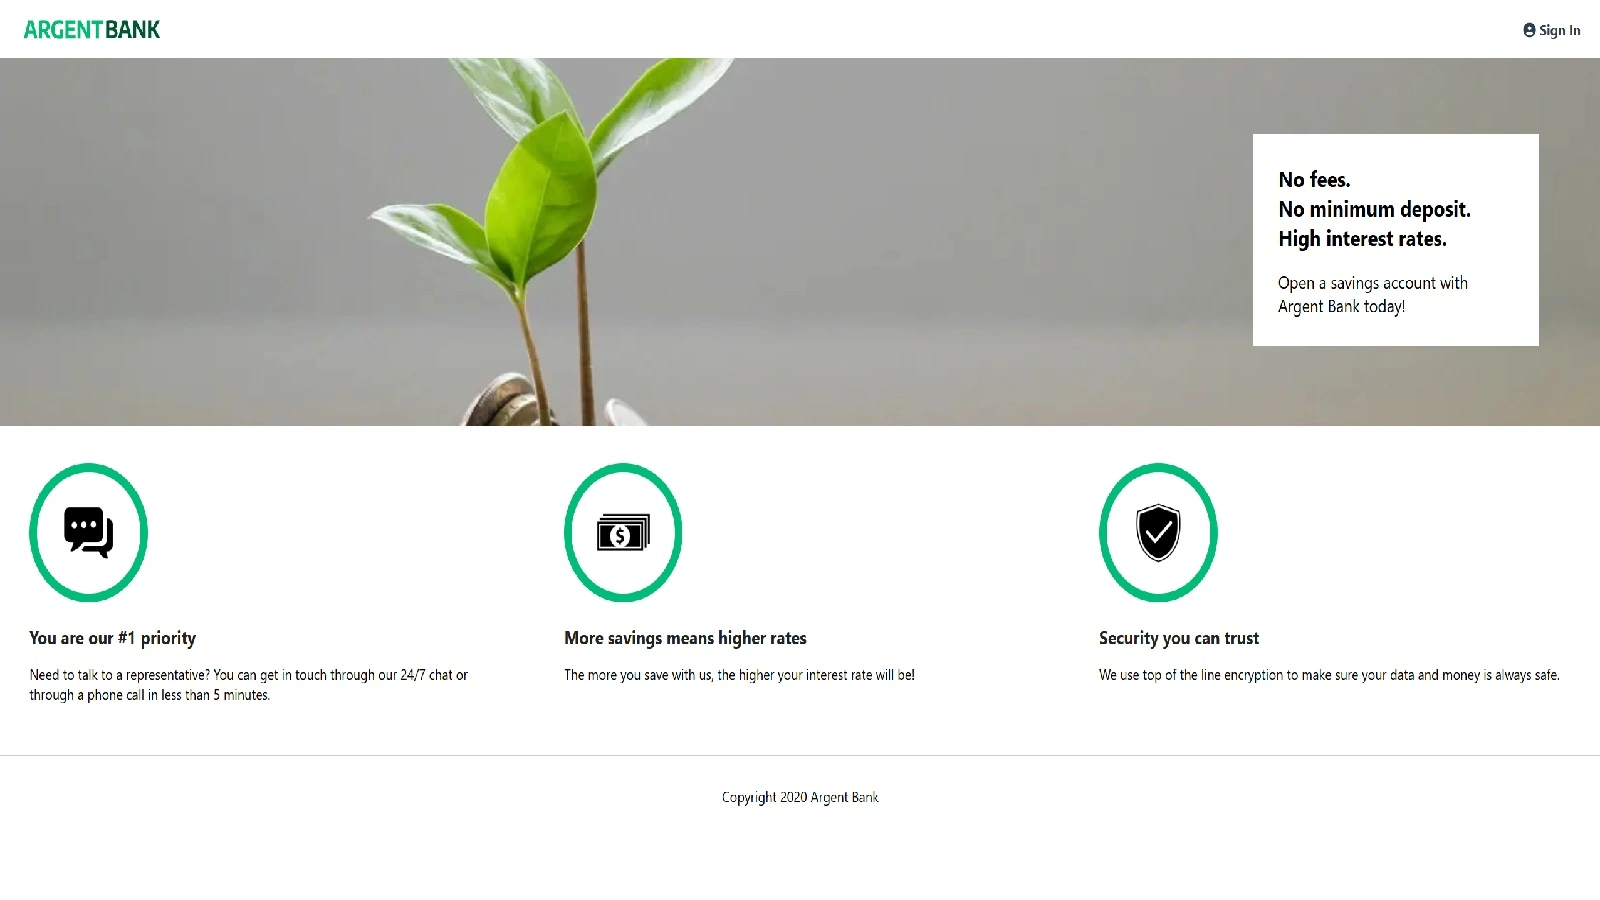 ARGENTBANK
Sign In
No fees.
No minimum deposit.
High interest rates.
Open a savings account with
Argent Bank today!
You are our #1 priority
Need to talk to a representative? You can get in touch through our 24/7 chat or
through a phone call in less than 5 minutes.
More savings means higher rates
The more you save with us, the higher your interest rate will be!
Security you can trust
We use top of the line encryption to make sure your data and money is always safe.
Copyright 2020 Argent Bank